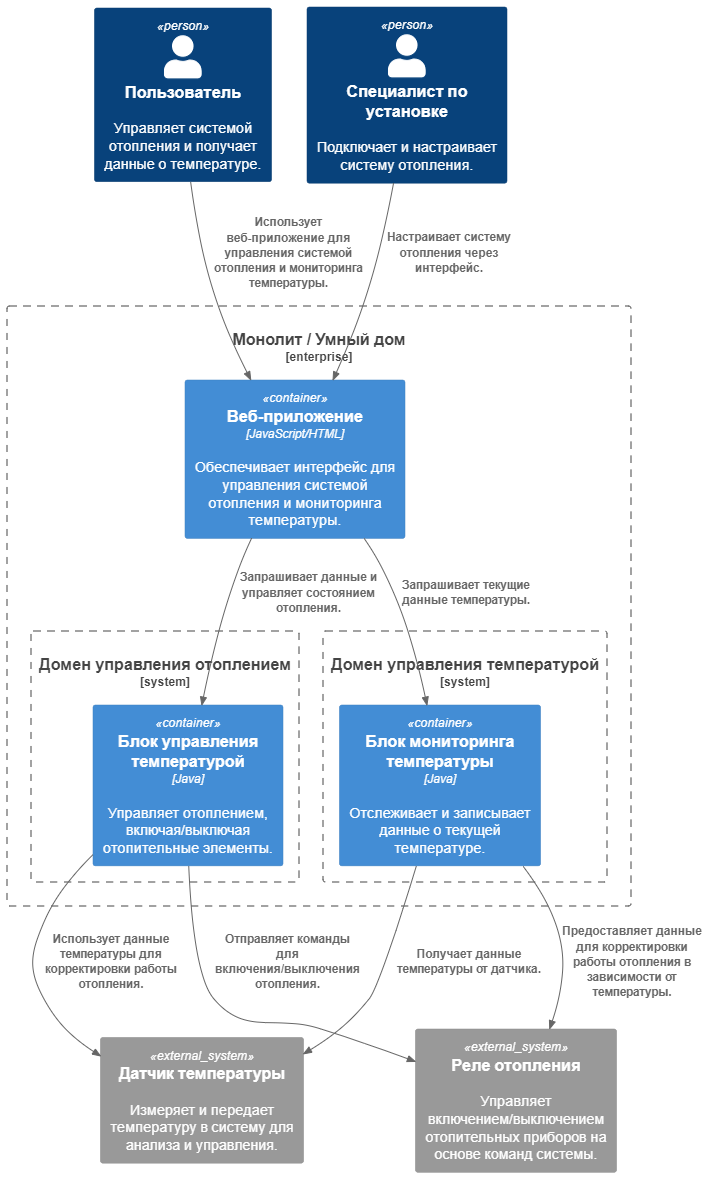 «person»
Пользователь
Управляет системой
отопления и получает
данные о температуре.
«person»
Специалист по
установке
Подключает и настраивает
систему отопления.
Использует
веб-приложение для
управления системой
отопления и мониторинга
температуры.
Настраивает систему
отопления через
интерфейс.
Монолит / Умный дом
[enterprise]
«container»
Веб-приложение
[JavaScript/HTML]
Обеспечивает интерфейс для
управления системой
отопления и мониторинга
температуры.
Запрашивает данные и
управляет состоянием
отопления.
Запрашивает текущие
данные температуры.
Домен управления отоплением
[system]
«container»
Блок управления
температурой
[Java]
Управляет отоплением,
включая/выключая
отопительные элементы.
Домен управления температурой
[system]
«container»
Блок мониторинга
температуры
[Java]
Отслеживает и записывает
данные о текущей
температуре.
Использует данные
температуры для
корректировки работы
отопления.
Отправляет команды
для
включения/выключения
отопления.
Получает данные
температуры от датчика.
Предоставляет данные
для корректировки
работы отопления в
зависимости от
температуры.
«external_system»
Датчик температуры
Измеряет и передает
температуру в систему для
анализа и управления.
«external_system»
Реле отопления
Управляет
включением/выключением
отопительных приборов на
основе команд системы.